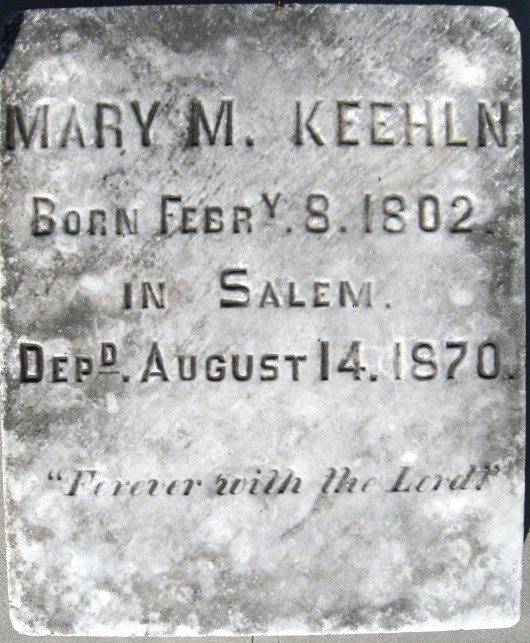 MARY M. KEEHLN
BORN FEBRY. 8. 1802.
IN SALEM.
DEPD. AUGUST 14. 1870.
"Forever with the Lord!"